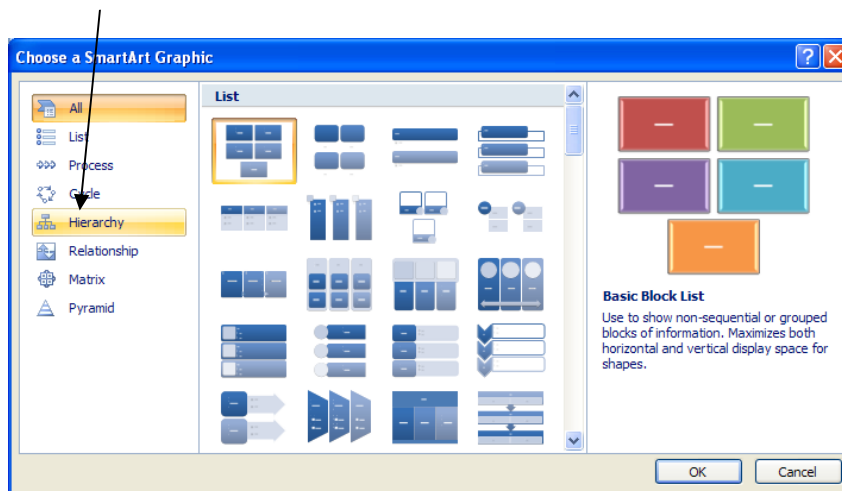 Choose a SmartArt Graphic
All
List
Process
Cycle
Hierarchy
Relationship
Matrix
Pyramid
List
Basic Block List
Use to show non-sequential or grouped
blocks of information. Maximizes both
horizontal and vertical display space for
shapes.
OK
Cancel